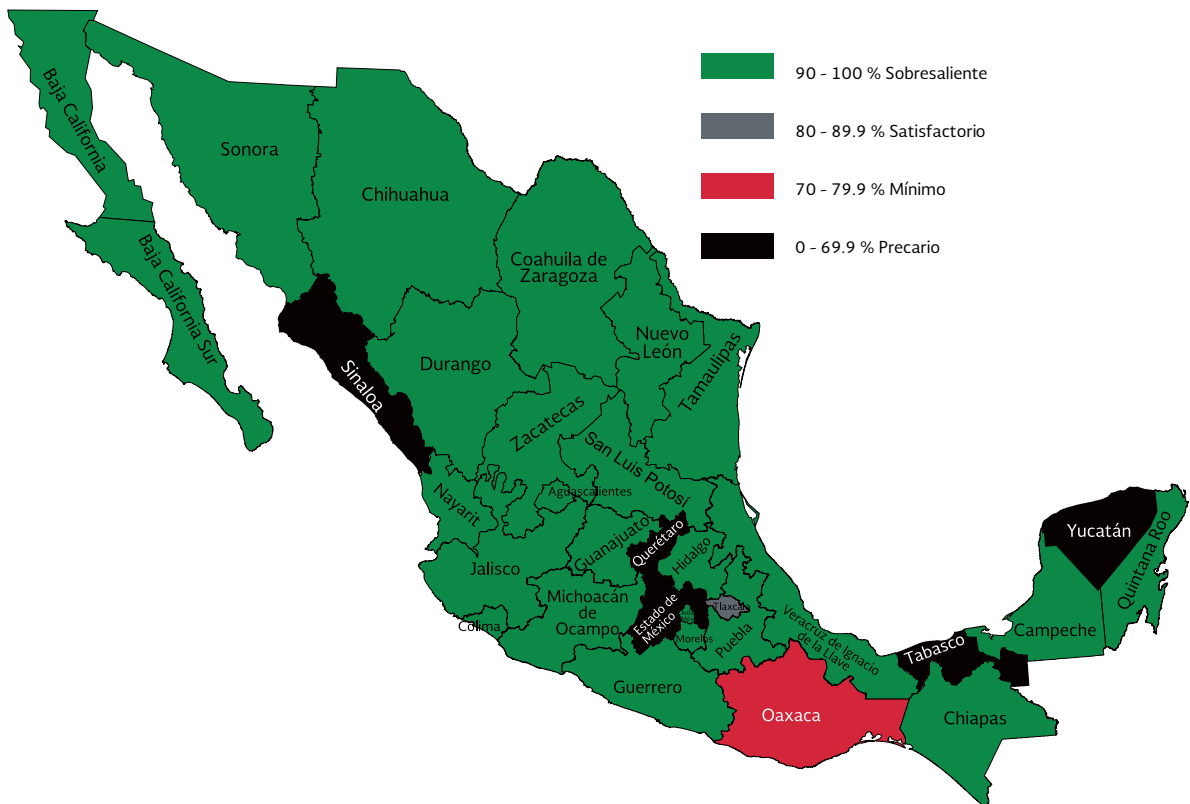 90 - 100 % Sobresaliente
80 - 89.9 % Satisfactorio
70 - 79.9 % Mínimo
0 - 69.9 % Precario
Baja California
Sonora
Chihuahua
Baja California Sur
Coahuila de
Zaragoza
Nuevo
León
Tamaulipas
Durango
Sinaloa
Zacatecas
San Luis Potosí
Aguascalientes
Nayarit
Guanajuato
Querétaro
Hidalgo
Jalisco
Michoacán
de
Ocampo
Colima
Estado de
México
Tlaxcala
Morelos
Puebla
Veracruz de Ignacio
de la Llave
Guerrero
Oaxaca
Tabasco
Chiapas
Campeche
Yucatán
Quintana Roo